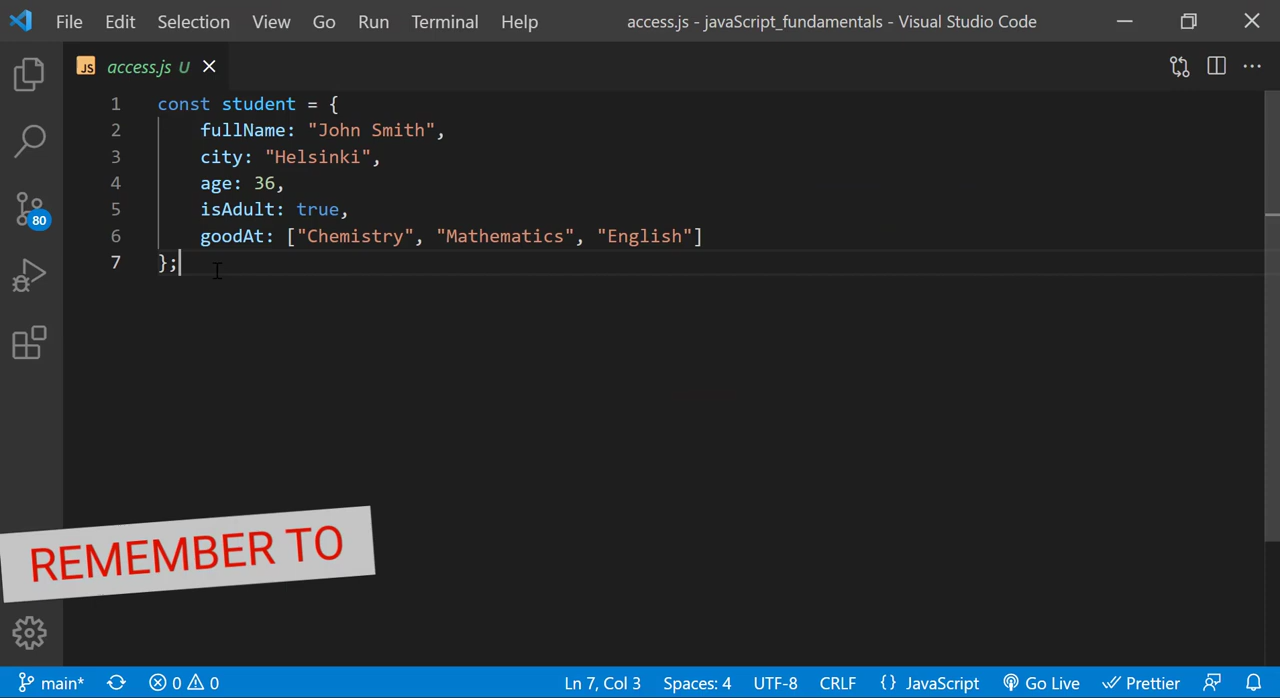 File Edit Selection View Go Run Terminal Help access.js - javaScript_fundamentals - Visual Studio Code
JS access.js U
1 const student = {
2 fullName: "John Smith",
3 city: "Helsinki",
4 age: 36,
5 isAdult: true,
6 goodAt: ["Chemistry", "Mathematics", "English"]
7 };
80
REMEMBER TO
main* 0 0 Ln 7, Col 3 Spaces: 4 UTF-8 CRLF {} JavaScript Go Live Prettier